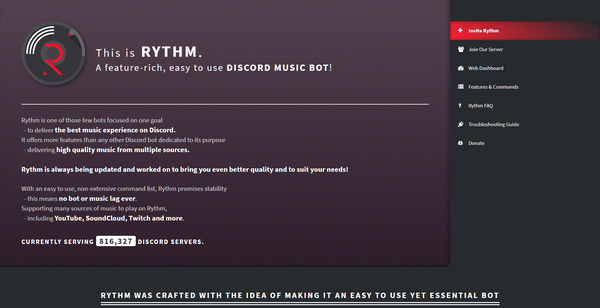 This is RYTHM.
A feature-rich, easy to use DISCORD MUSIC BOT!
Rythm is one of those few bots focused on one goal
- to deliver the best music experience on Discord.
It offers more features than any other Discord bot dedicated to its purpose
- delivering high quality music from multiple sources.
Rythm is always being updated and worked on to bring you even better quality and to suit your needs!
With an easy to use, non-extensive command list, Rythm promises stability
- this means no bot or music lag ever.
Supporting many sources of music to play on Rythm,
- including YouTube, SoundCloud, Twitch and more.
CURRENTLY SERVING 816,327 DISCORD SERVERS.
Invite Rythm
Join Our Server
Web Dashboard
Features & Commands
Rythm FAQ
Troubleshooting Guide
Donate
RYTHM WAS CRAFTED WITH THE IDEA OF MAKING IT AN EASY TO USE YET ESSENTIAL BOT